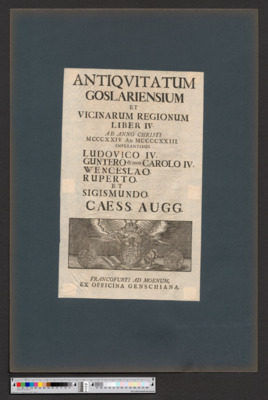 ANTIQVITATUM
GOSLARIENSIUM
ET
VICINARUM REGIONUM
LIBER IV.
AB ANNO CHRISTI
MCCCXXIV AD MCCCCXXIII
IMPERANTIBUS
LUDOVICO IV.
GUNTERO CAROLO IV.
WENCESLAO.
RUPERTO.
ET
SIGISMUNDO.
CAESS. AUGG.
FRANCOFURTI AD MOENUM,
EX OFFICINA GENSCHIANA.